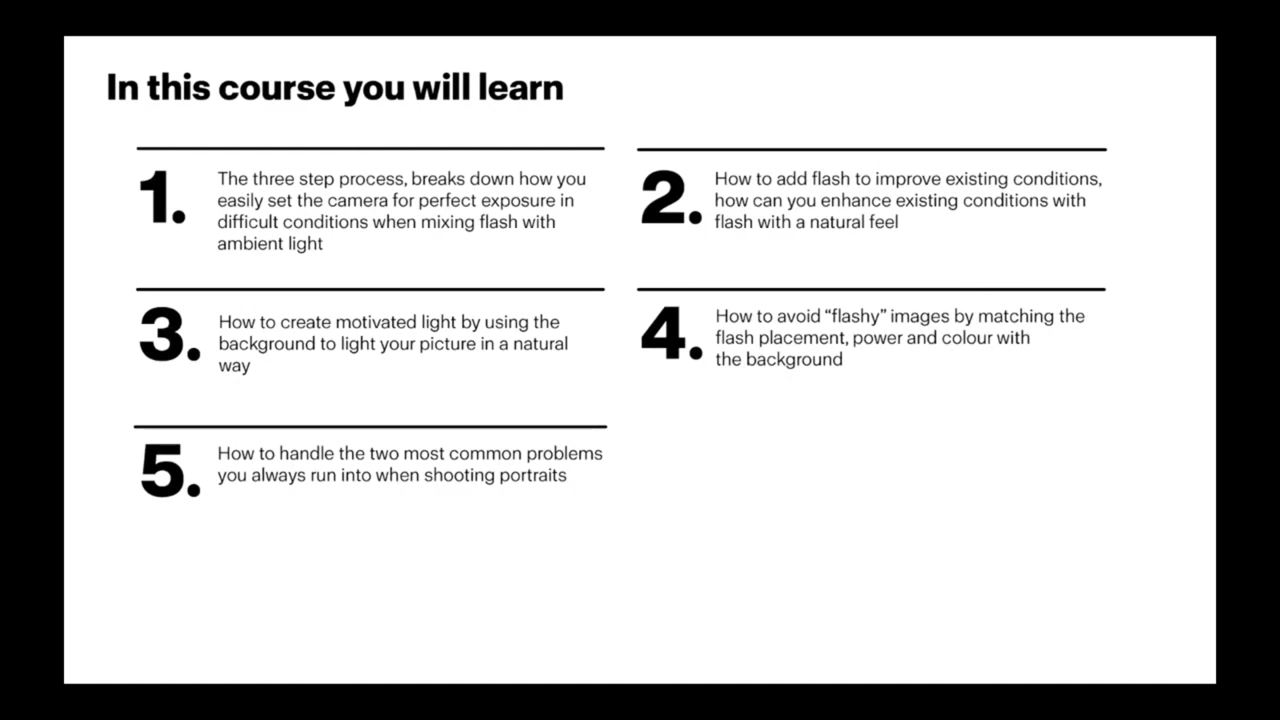 In this course you will learn
1.
The three step process, breaks down how you
easily set the camera for perfect exposure in
difficult conditions when mixing flash with
ambient light
2.
How to add flash to improve existing conditions,
how can you enhance existing conditions with
flash with a natural feel
3.
How to create motivated light by using the
background to light your picture in a natural
way
4.
How to avoid “flashy” images by matching the
flash placement, power and colour with
the background
5.
How to handle the two most common problems
you always run into when shooting portraits